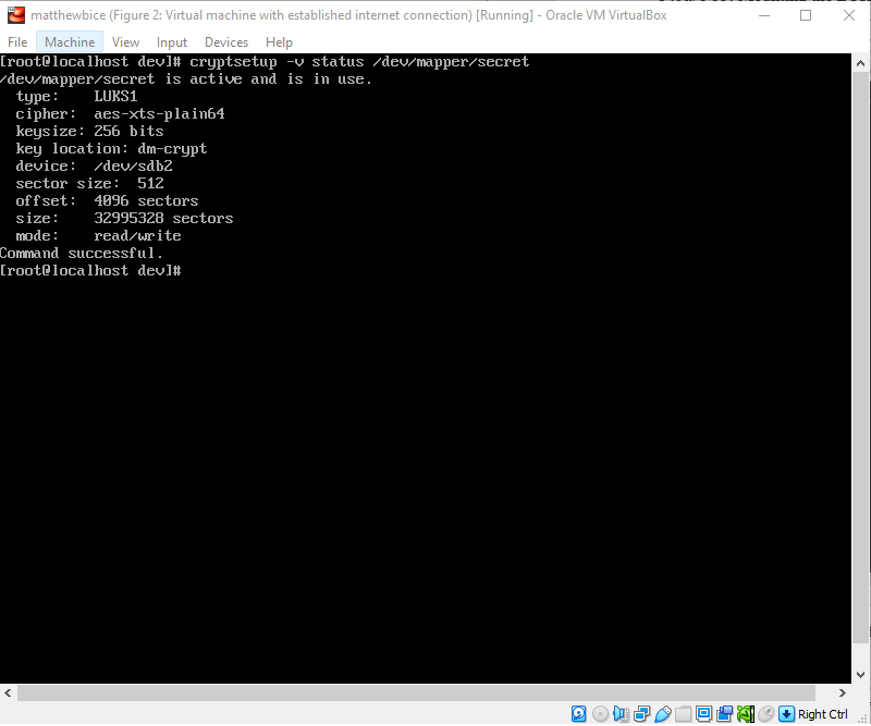 matthewbice (Figure 2: Virtual machine with established internet connection) [Running] - Oracle VM VirtualBox
File Machine View Input Devices Help
[root@localhost dev]# cryptsetup -v status /dev/mapper/secret
/dev/mapper/secret is active and is in use.
type: LUKS1
cipher: aes-xts-plain64
keysize: 256 bits
key location: dm-crypt
device: /dev/sdb2
sector size: 512
offset: 4096 sectors
size: 32995328 sectors
mode: read/write
Command successful.
[root@localhost dev]#
Right Ctrl